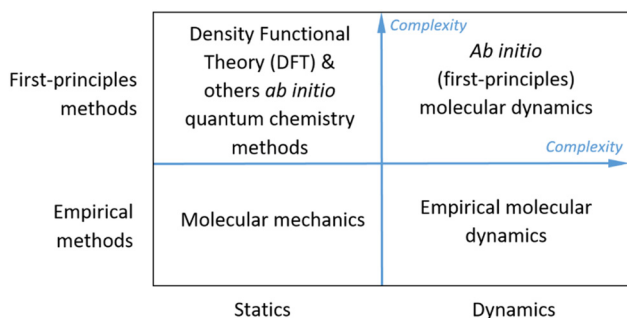 First-principles
methods
Density Functional
Theory (DFT) &
others ab initio
quantum chemistry
methods
Complexity
Ab initio
(first-principles)
molecular dynamics
Complexity
Empirical
methods
Molecular mechanics
Empirical molecular
dynamics
Statics
Dynamics